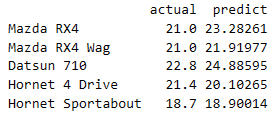 actual predict
Mazda RX4 21.0 23.28261
Mazda RX4 Wag 21.0 21.91977
Datsun 710 22.8 24.88595
Hornet 4 Drive 21.4 20.10265
Hornet Sportabout 18.7 18.90014